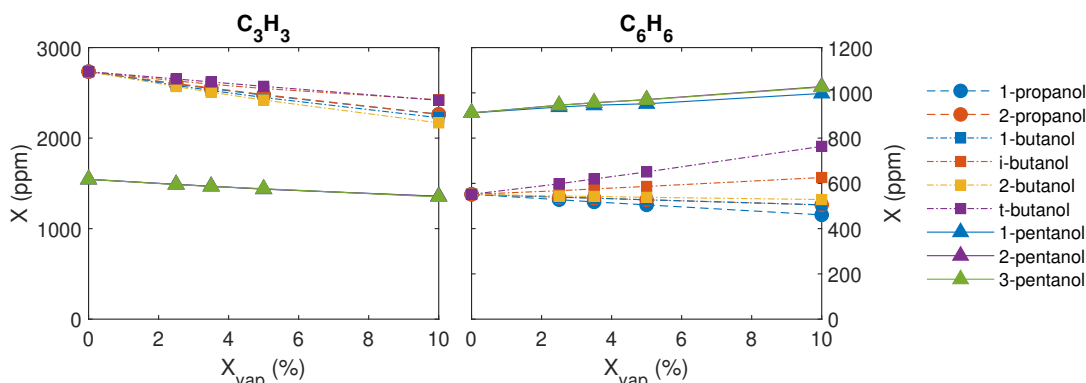 C3H3
C6H6
3000
2000
1000
0
X (ppm)
0 2 4 6 8 10
X_vap (%)
1200
1000
800
600
400
200
0
X (ppm)
0 2 4 6 8 10
X_vap (%)
1-propanol
2-propanol
1-butanol
i-butanol
2-butanol
t-butanol
1-pentanol
2-pentanol
3-pentanol